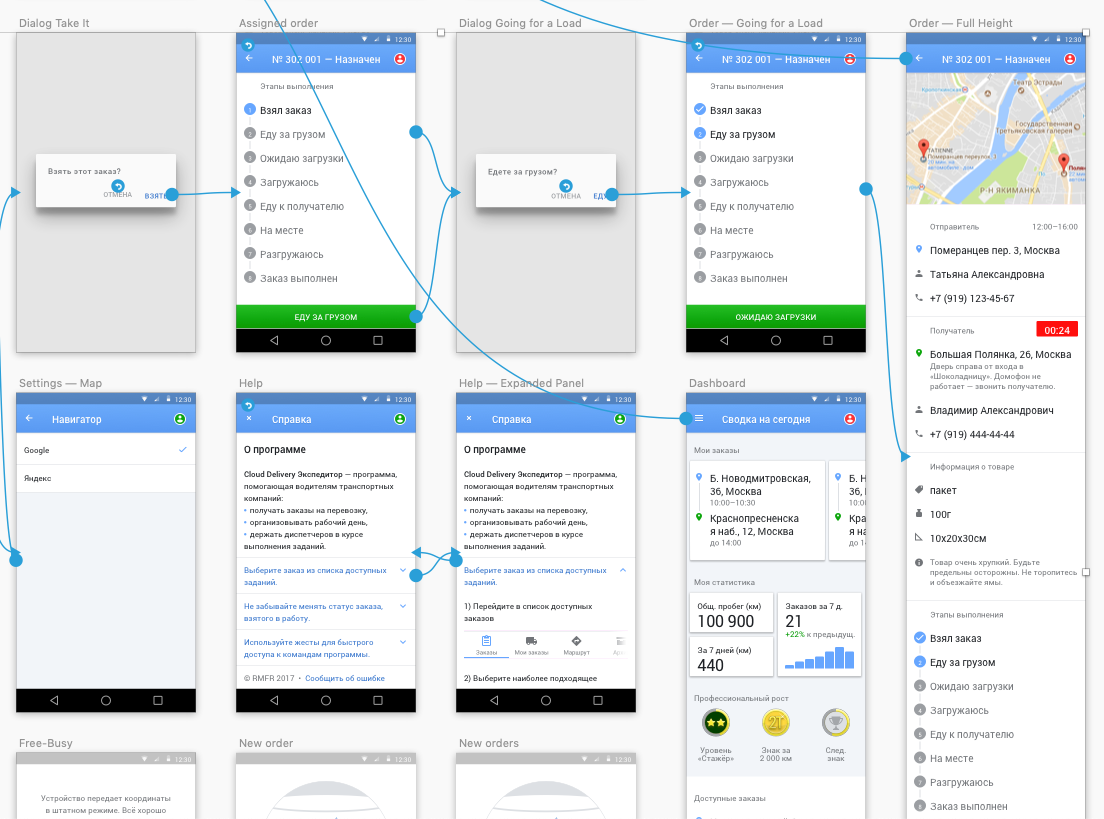 Dialog Take It
Взять этот заказ?
ОТМЕНА
ВЗЯТЬ
Assigned order
12:30
№ 302 001 — Назначен
Этапы выполнения
1 Взял заказ
2 Еду за грузом
3 Ожидаю загрузки
4 Загружаюсь
5 Еду к получателю
6 На месте
7 Разгружаюсь
8 Заказ выполнен
ЕДУ ЗА ГРУЗОМ
Dialog Going for a Load
Едете за грузом?
ОТМЕНА
Order — Going for a Load
12:30
№ 302 001 — Назначен
Этапы выполнения
Взял заказ
2 Еду за грузом
3 Ожидаю загрузки
4 Загружаюсь
5 Еду к получателю
6 На месте
7 Разгружаюсь
8 Заказ выполнен
ОЖИДАЮ ЗАГРУЗКИ
Order — Full Height
12:30
№ 302 001 — Назначен
Театр Эстрады
Кропоткинская
Государственная
Третьяковская галерея
TATIENNE
Померанцев переулок
20 мин. на
автомобиле · дом
Р-Н ЯКИМАНКА
Отправитель
12:00–16:00
Померанцев пер. 3, Москва
Татьяна Александровна
+7 (919) 123-45-67
Получатель
00:24
Большая Полянка, 26, Москва
Дверь справа от входа в
«Шоколадницу». Домофон не
работает — звонить получателю.
Владимир Александрвич
+7 (919) 444-44-44
Информация о товаре
пакет
100г
10х20х30см
Товар очень хрупкий. Будьте
предельны осторожны. Не торопитесь
и объезжайте ямы.
Этапы выполнения
Взял заказ
2 Еду за грузом
3 Ожидаю загрузки
4 Загружаюсь
5 Еду к получателю
6 На месте
7 Разгружаюсь
8 Заказ выполнен
Settings — Map
12:30
Навигатор
Google
Яндекс
Help
12:30
Справка
О программе
Cloud Delivery Экспедитор — программа,
помогающая водителям транспортных
компаний:
• получать заказы на перевозку,
• организовывать рабочий день,
• держать диспетчеров в курсе
выполнения заданий.
Выберите заказ из списка доступных
заданий.
Не забывайте менять статус заказа,
взятого в работу.
Используйте жесты для быстрого
доступа к командам программы.
© RMFR 2017 • Сообщить об ошибке
Help — Expanded Panel
12:30
Справка
О программе
Cloud Delivery Экспедитор — программа,
помогающая водителям транспортных
компаний:
• получать заказы на перевозку,
• организовывать рабочий день,
• держать диспетчеров в курсе
выполнения заданий.
Выберите заказ из списка доступных
заданий.
1) Перейдите в список доступных
заказов
Заказы
Мои заказы
Маршрут
2) Выберите наиболее подходящее
Dashboard
12:30
Сводка на сегодня
Мои заказы
Б. Новодмитровская,
36, Москва
10:00–10:30
Краснопресненска
я наб., 12, Москва
до 14:00
Моя статистика
Общ. пробег (км)
100 900
За 7 дней (км)
440
Заказов за 7 д.
21
+22% к предыдущ.
Профессиональный рост
Уровень
«Стажёр»
2Т
Знак за
2 000 км
След.
знак
Доступные заказы
Free-Busy
12:30
Устройство передает координаты
в штатном режиме. Всё хорошо
New order
12:30
New orders
12:30